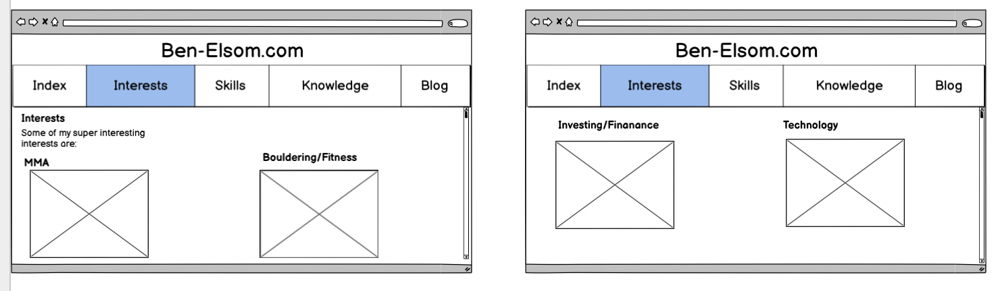 Ben-Elsom.com
Index Interests Skills Knowledge Blog
Interests
Some of my super interesting
interests are:
MMA
Bouldering/Fitness
Ben-Elsom.com
Index Interests Skills Knowledge Blog
Investing/Finanance
Technology